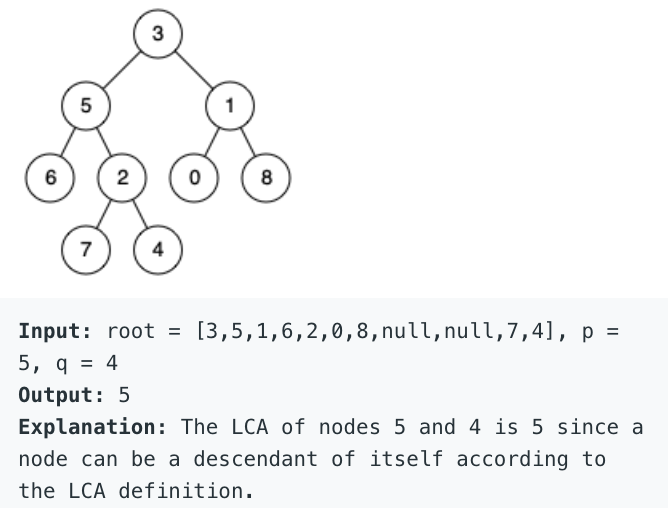 3
5 1
6 2 0 8
7 4
Input: root = [3,5,1,6,2,0,8,null,null,7,4], p =
5, q = 4
Output: 5
Explanation: The LCA of nodes 5 and 4 is 5 since a
node can be a descendant of itself according to
the LCA definition.